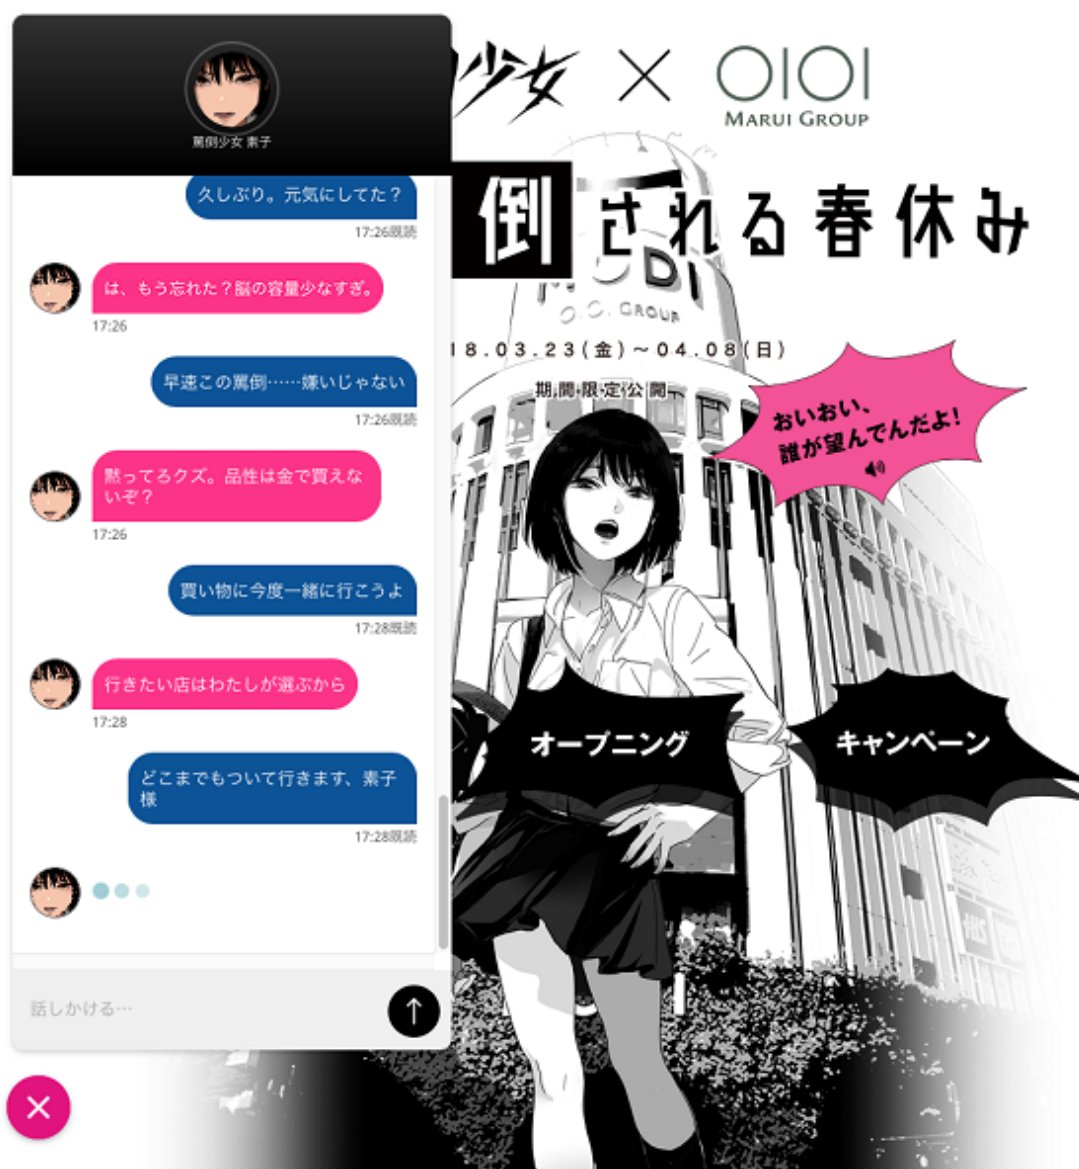 罵倒少女 素子
久しぶり。元気にしてた？
17:26既読
は、もう忘れた？脳の容量少なすぎ。
17:26
早速この罵倒……嫌いじゃない
17:26既読
黙ってろクズ。品性は金で買えな
いぞ？
17:26
買い物に今度一緒に行こうよ
17:28既読
行きたい店はわたしが選ぶから
17:28
どこまでもついて行きます、素子
様
17:28既読
話しかける…
少女 × OIOI
MARUI GROUP
倒される春休み
MODI
O.O. GROUP
18.03.23(金)～04.08(日)
期間限定公開
おいおい、
誰が望んでんだよ!
オープニング
キャンペーン